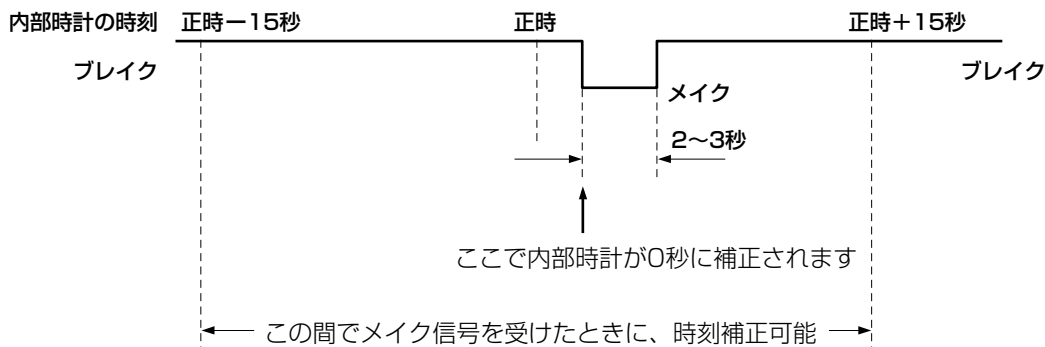 内部時計の時刻 正時ー15秒 正時 正時+15秒
ブレイク ブレイク
メイク
2〜3秒
ここで内部時計が0秒に補正されます
この間でメイク信号を受けたときに、時刻補正可能